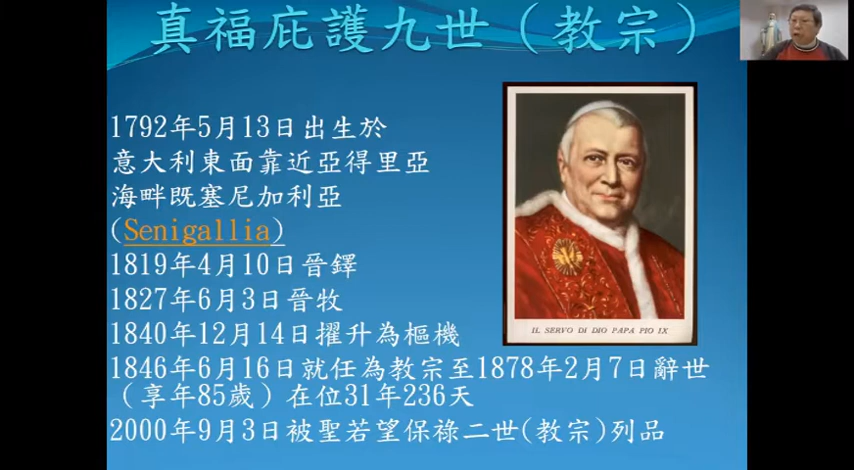 真福庇護九世（教宗）
1792年5月13日出生於
意大利東面靠近亞得里亞
海畔既塞尼加利亞
(Senigallia)
1819年4月10日晉鐸
1827年6月3日晉牧
1840年12月14日擢升為樞機
1846年6月16日就任為教宗至1878年2月7日辭世
（享年85歲）在位31年236天
2000年9月3日被聖若望保祿二世(教宗)列品
IL SERVO DI DIO PAPA PIO IX